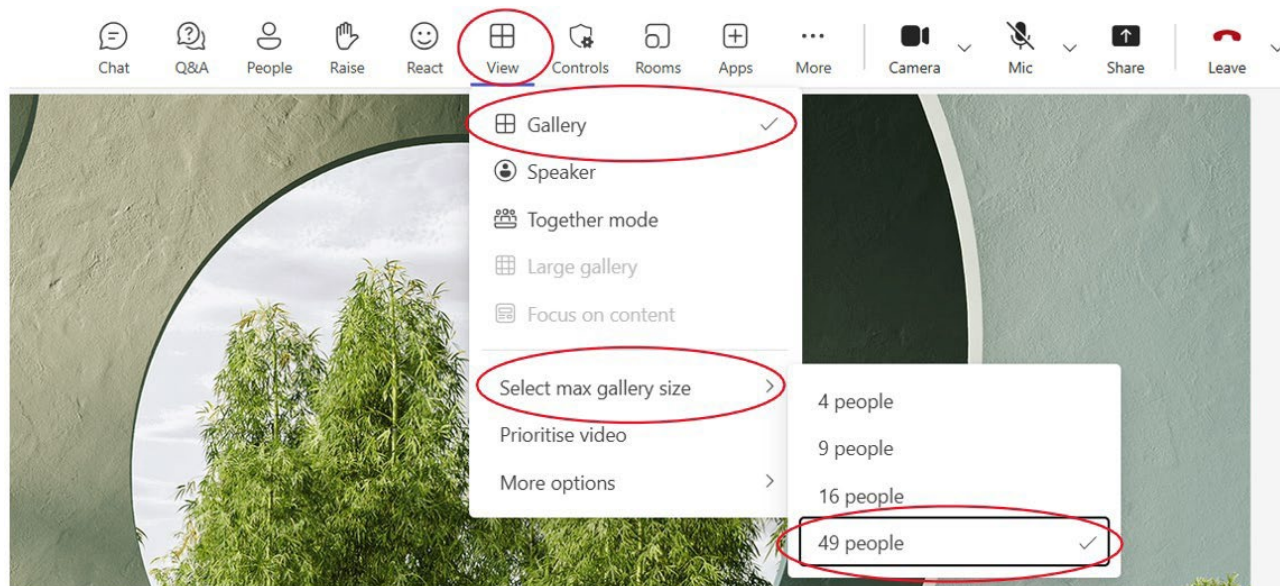 Chat Q&A People Raise React View Controls Rooms Apps More Camera Mic Share Leave
Gallery
Speaker
Together mode
Large gallery
Focus on content
Select max gallery size
Prioritise video
More options
4 people
9 people
16 people
49 people